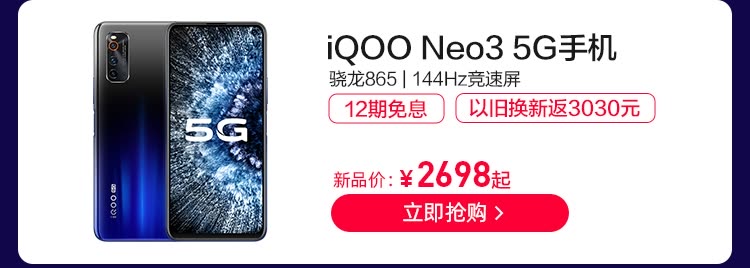 iQOO Neo3 5G手机
骁龙865 | 144Hz竞速屏
12期免息
以旧换新返3030元
新品价：¥2698起
立即抢购 >
5G
iQOO